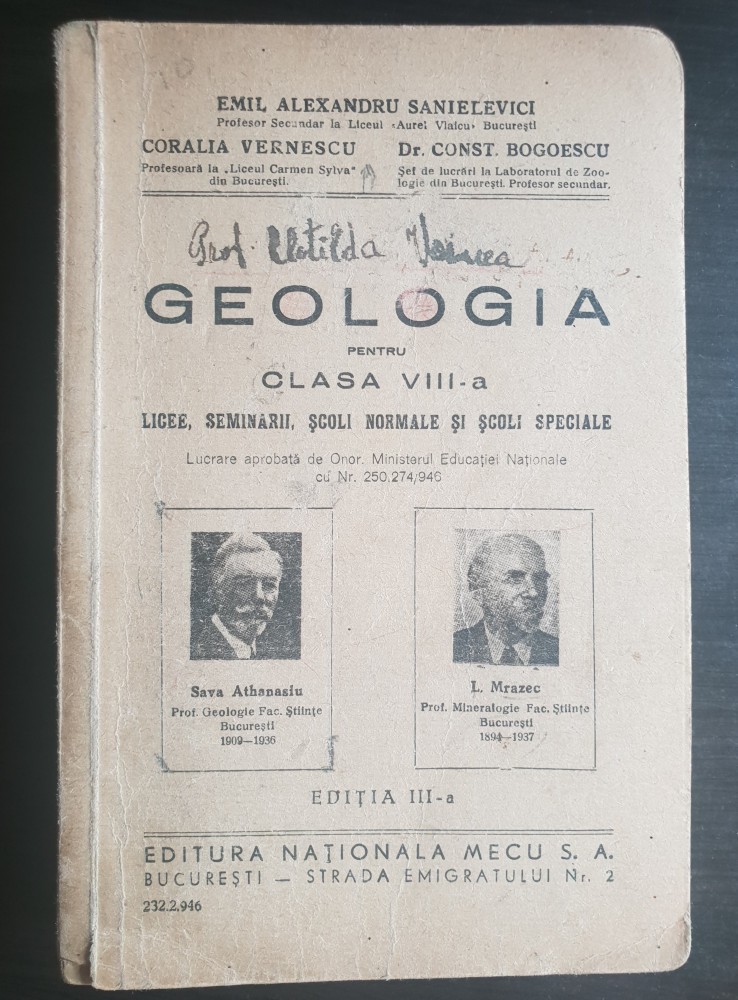 EMIL ALEXANDRU SANIELEVICI
Profesor Secundar la Liceul «Aurel Vlaicu» București
CORALIA VERNESCU
Profesoară la „Liceul Carmen Sylva"
din București.
Dr. CONST. BOGOESCU
Șef de lucrări la Laboratorul de Zoo-
logie din București. Profesor secundar.
Prof. Clotilda
GEOLOGIA
PENTRU
CLASA VIII-a
LICEE, SEMINARII, ȘCOLI NORMALE ȘI ȘCOLI SPECIALE
Lucrare aprobată de Onor. Ministerul Educației Naționale
cu Nr. 250.274/946
Sava Athanasiu
Prof. Geologie Fac. Științe
București
1909—1936
L. Mrazec
Prof. Mineralogie Fac. Științe
București
1894—1937
EDIȚIA III-a
EDITURA NAȚIONALA MECU S. A.
BUCUREȘTI — STRADA EMIGRATULUI Nr. 2
232.2.946